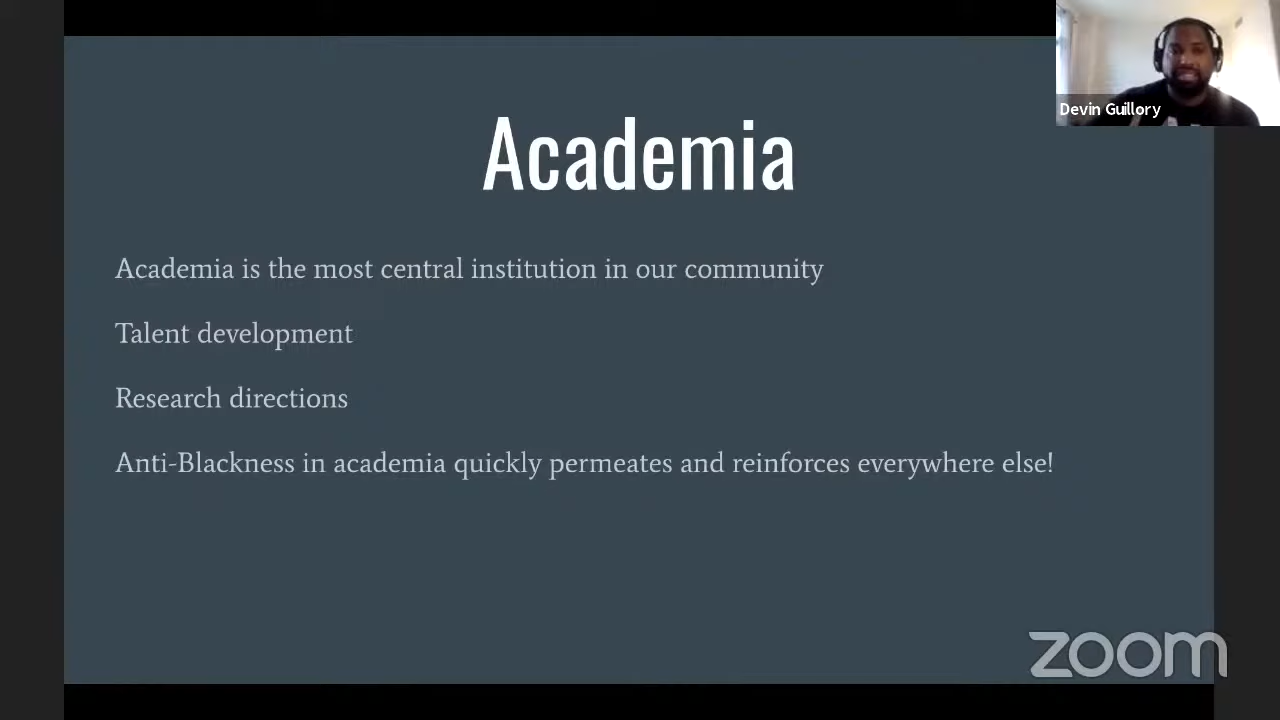 Devin Guillory
Academia
Academia is the most central institution in our community
Talent development
Research directions
Anti-Blackness in academia quickly permeates and reinforces everywhere else!
zoom